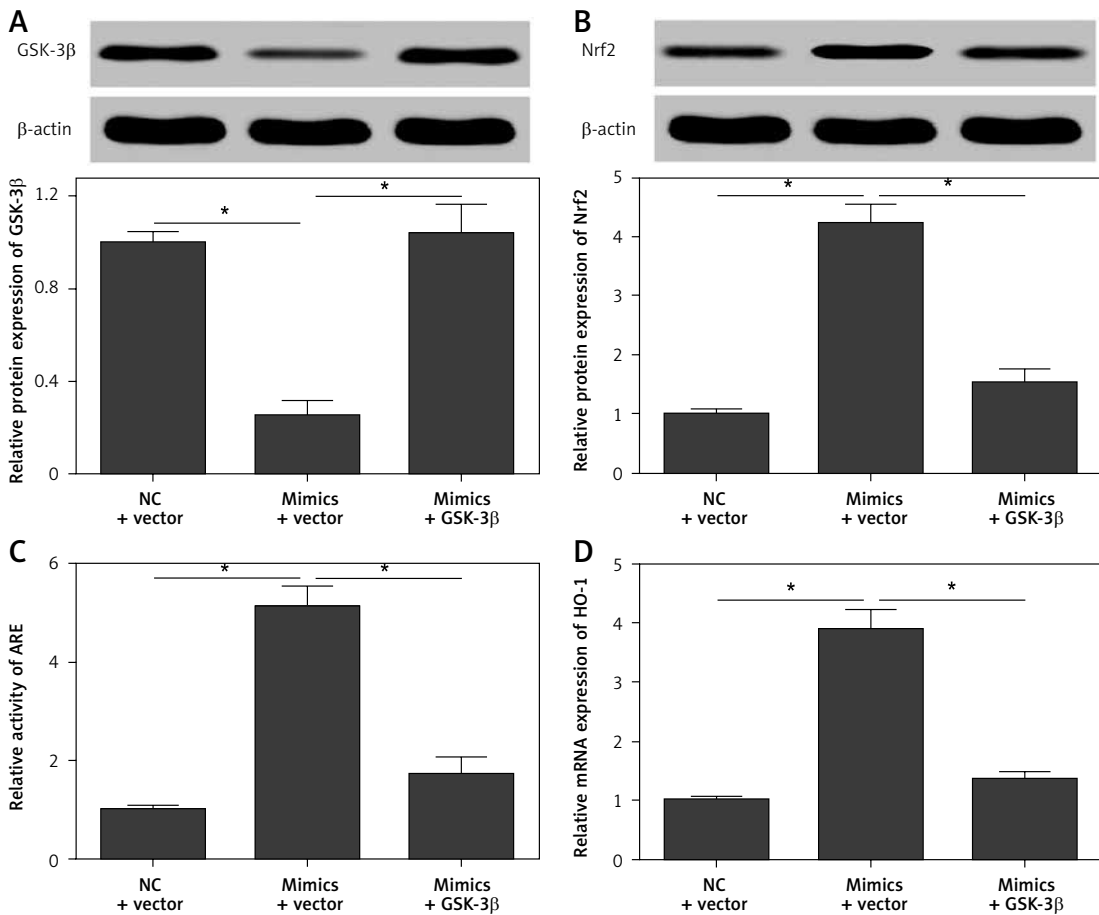 A
GSK-3β
β-actin
Relative protein expression of GSK-3β
1.2
0.8
0.4
0
*
*
NC
+ vector
Mimics
+ vector
Mimics
+ GSK-3β
B
Nrf2
β-actin
Relative protein expression of Nrf2
5
4
3
2
1
0
*
*
NC
+ vector
Mimics
+ vector
Mimics
+ GSK-3β
C
Relative activity of ARE
6
4
2
0
*
*
NC
+ vector
Mimics
+ vector
Mimics
+ GSK-3β
D
Relative mRNA expression of HO-1
5
4
3
2
1
0
*
*
NC
+ vector
Mimics
+ vector
Mimics
+ GSK-3β